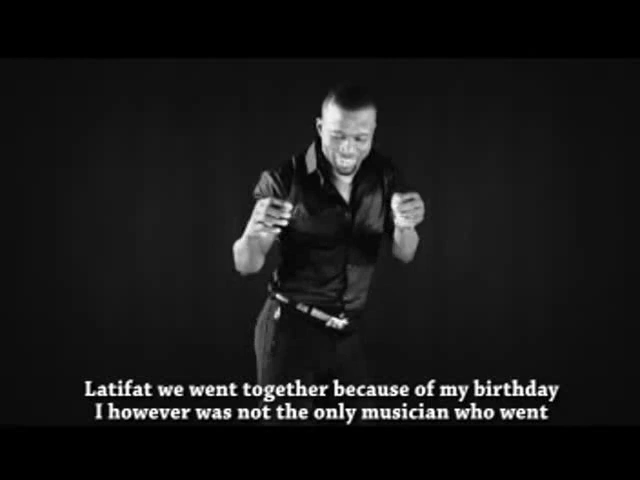 Latifat we went together because of my birthday
I however was not the only musician who went